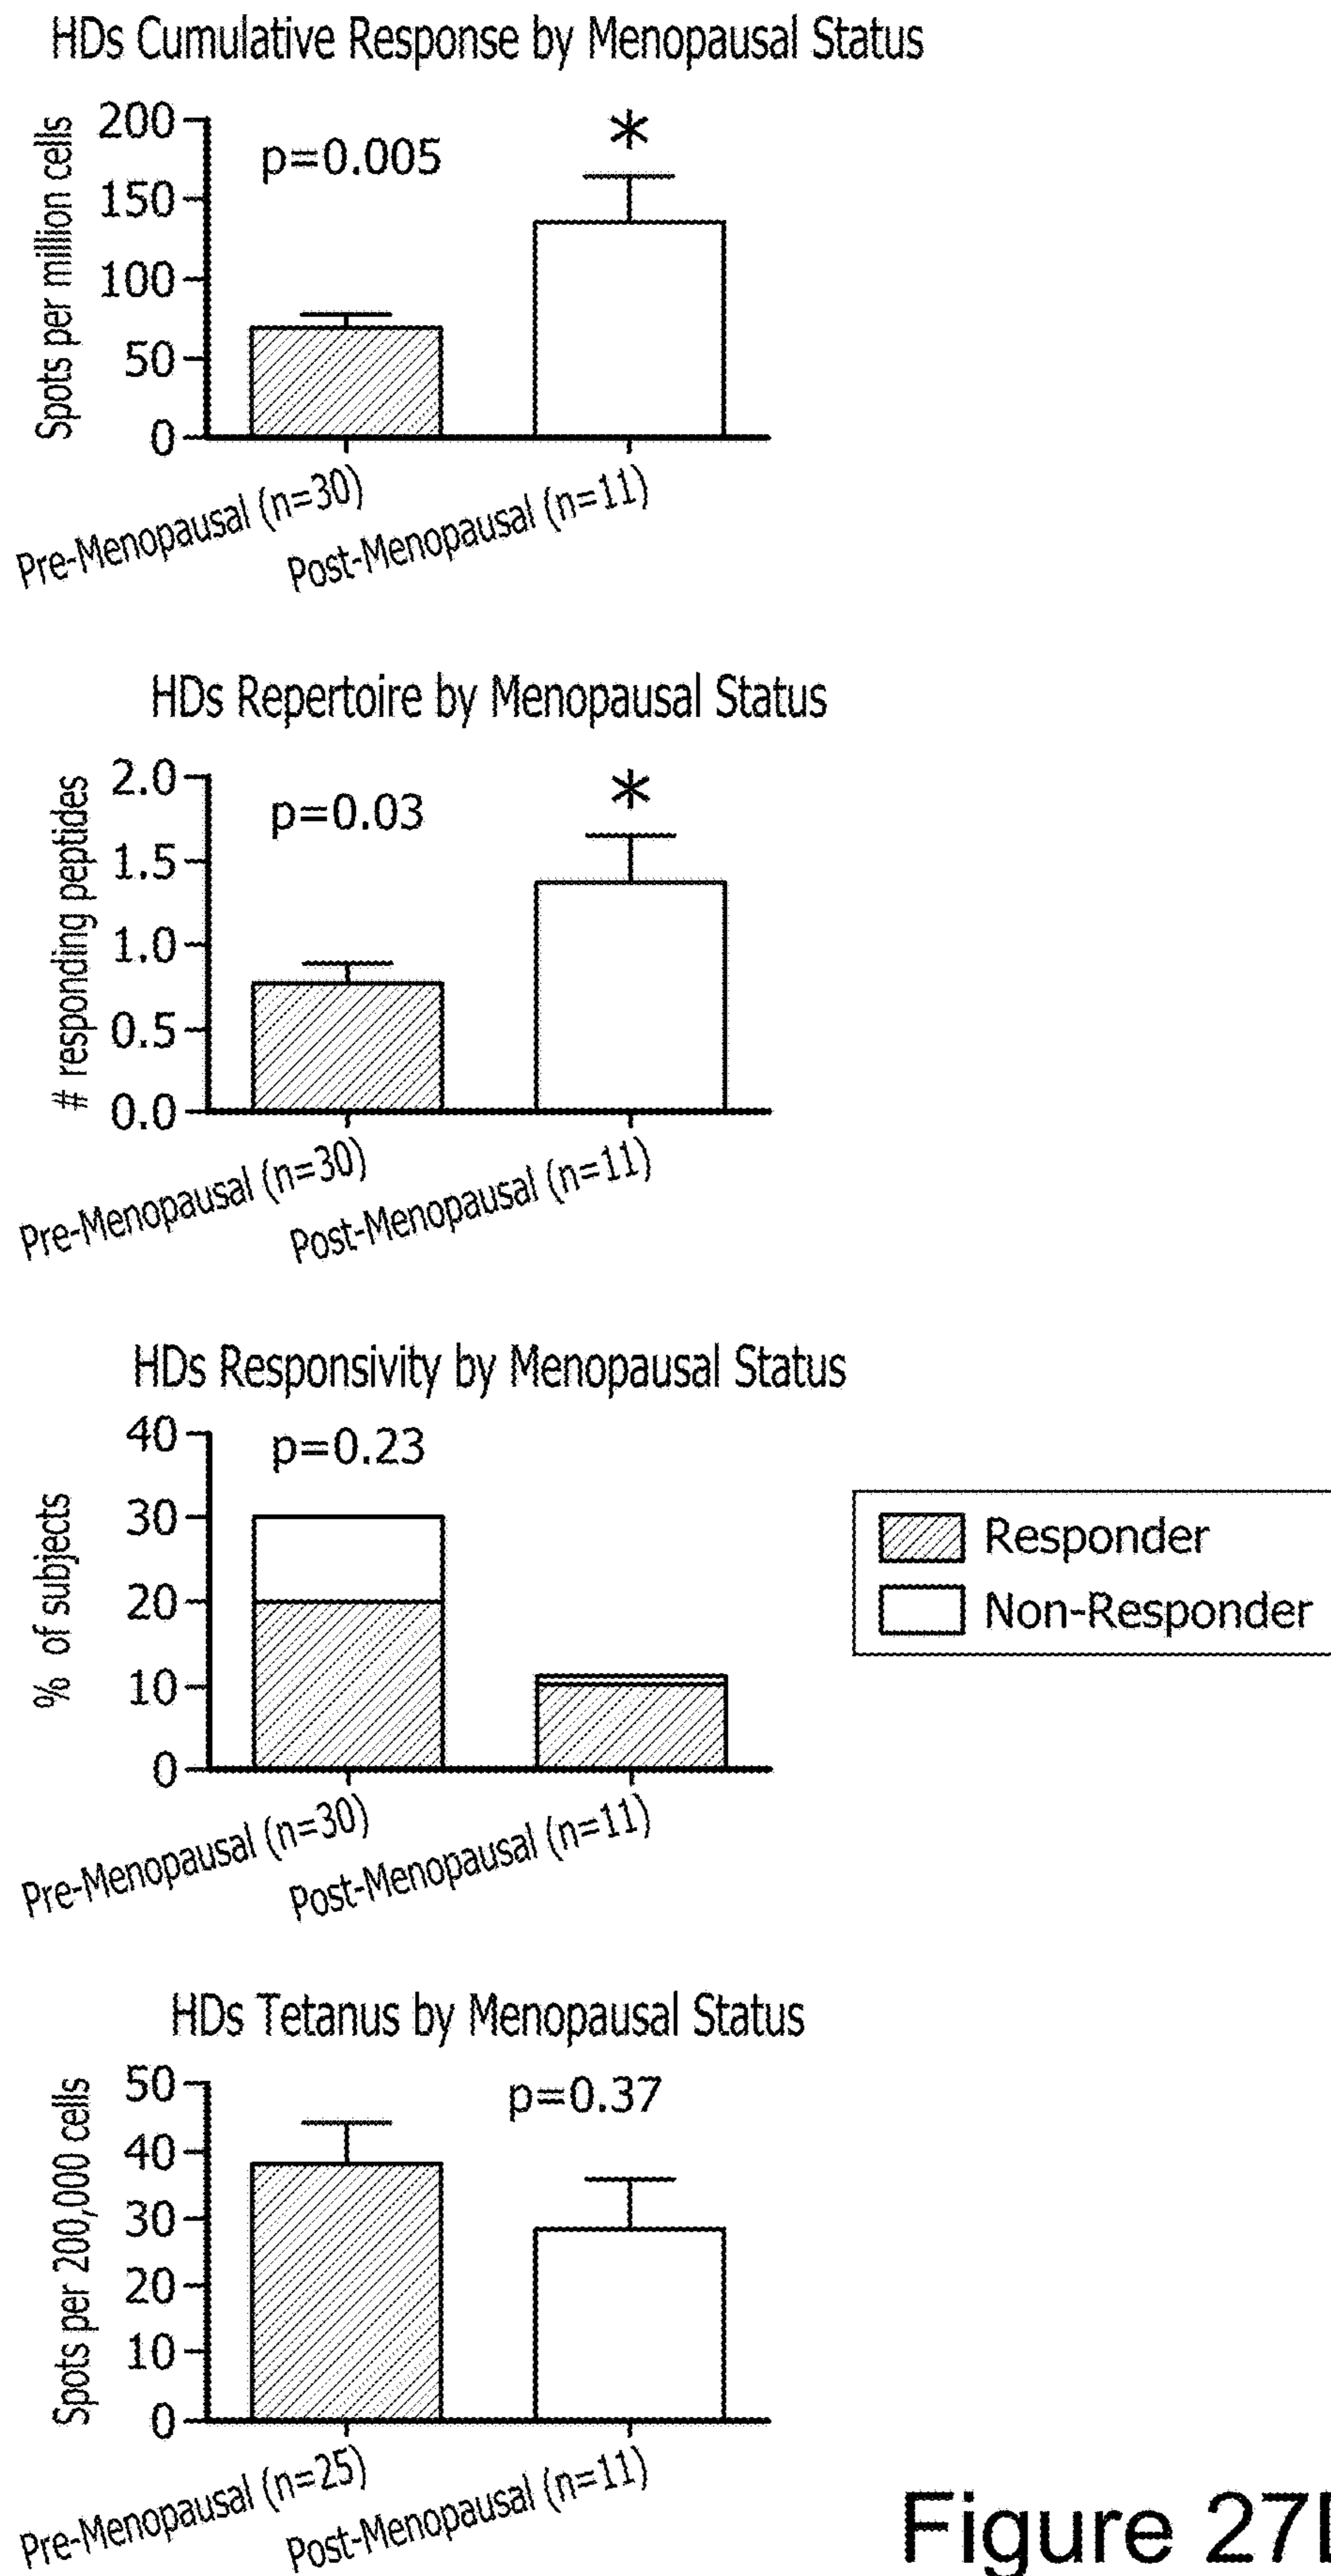 HDs Cumulative Response by Menopausal Status
Spots per million cells
200
150
100
50
0
p=0.005
*
Pre-Menopausal (n=30)
Post-Menopausal (n=11)
HDs Repertoire by Menopausal Status
# responding peptides
2.0
1.5
1.0
0.5
0.0
p=0.03
*
Pre-Menopausal (n=30)
Post-Menopausal (n=11)
HDs Responsivity by Menopausal Status
% of subjects
40
30
20
10
0
p=0.23
Responder
Non-Responder
Pre-Menopausal (n=30)
Post-Menopausal (n=11)
HDs Tetanus by Menopausal Status
Spots per 200,000 cells
50
40
30
20
10
0
p=0.37
Pre-Menopausal (n=25)
Post-Menopausal (n=11)
Figure 27